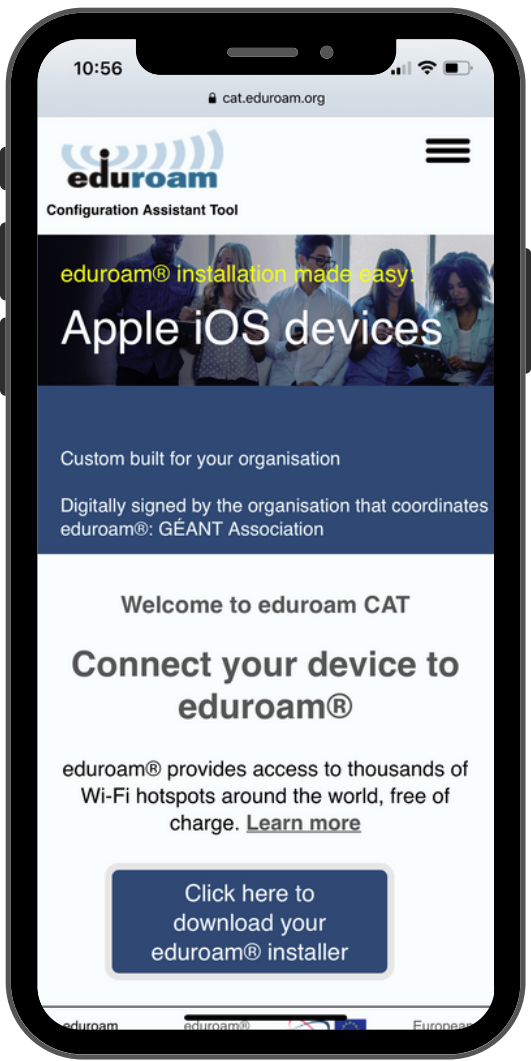 10:56
cat.eduroam.org
eduroam
Configuration Assistant Tool
eduroam® installation made easy:
Apple iOS devices
Custom built for your organisation
Digitally signed by the organisation that coordinates
eduroam®: GÉANT Association
Welcome to eduroam CAT
Connect your device to
eduroam®
eduroam® provides access to thousands of
Wi-Fi hotspots around the world, free of
charge. Learn more
Click here to
download your
eduroam® installer
eduroam eduroam® European